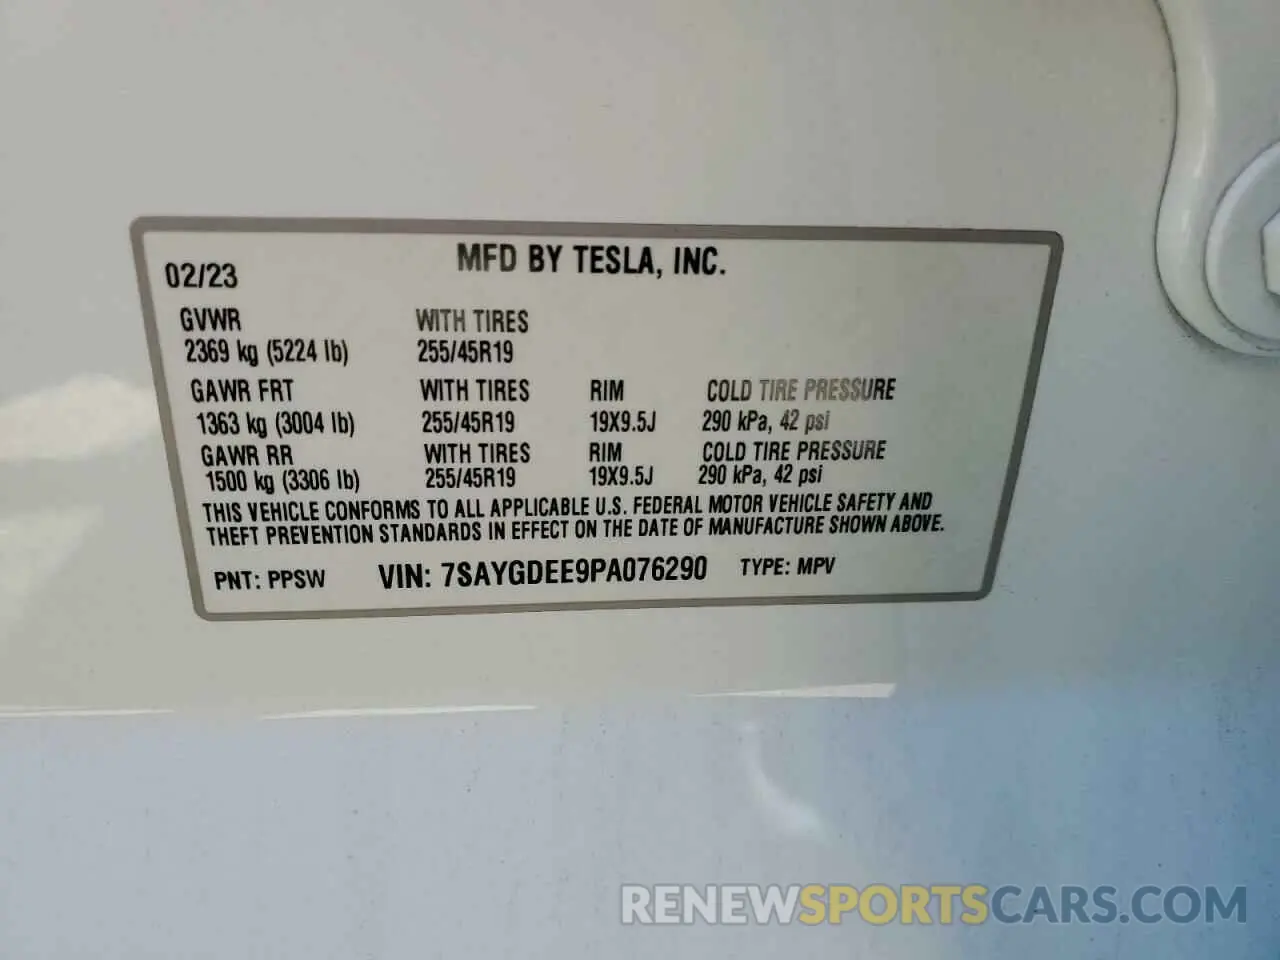 MFD BY TESLA, INC.
02/23
GVWR WITH TIRES
2369 kg (5224 lb) 255/45R19
GAWR FRT WITH TIRES RIM COLD TIRE PRESSURE
1363 kg (3004 lb) 255/45R19 19X9.5J 290 kPa, 42 psi
GAWR RR WITH TIRES RIM COLD TIRE PRESSURE
1500 kg (3306 lb) 255/45R19 19X9.5J 290 kPa, 42 psi
THIS VEHICLE CONFORMS TO ALL APPLICABLE U.S. FEDERAL MOTOR VEHICLE SAFETY AND
THEFT PREVENTION STANDARDS IN EFFECT ON THE DATE OF MANUFACTURE SHOWN ABOVE.
PNT: PPSW VIN: 7SAYGDEE9PA076290 TYPE: MPV
RENEWSPORTSCARS.COM